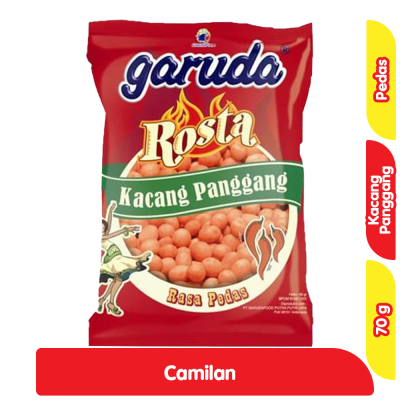 garuda
Rosta
Kacang Panggang
Rasa Pedas
Pedas
Kacang
Panggang
70 g
Camilan